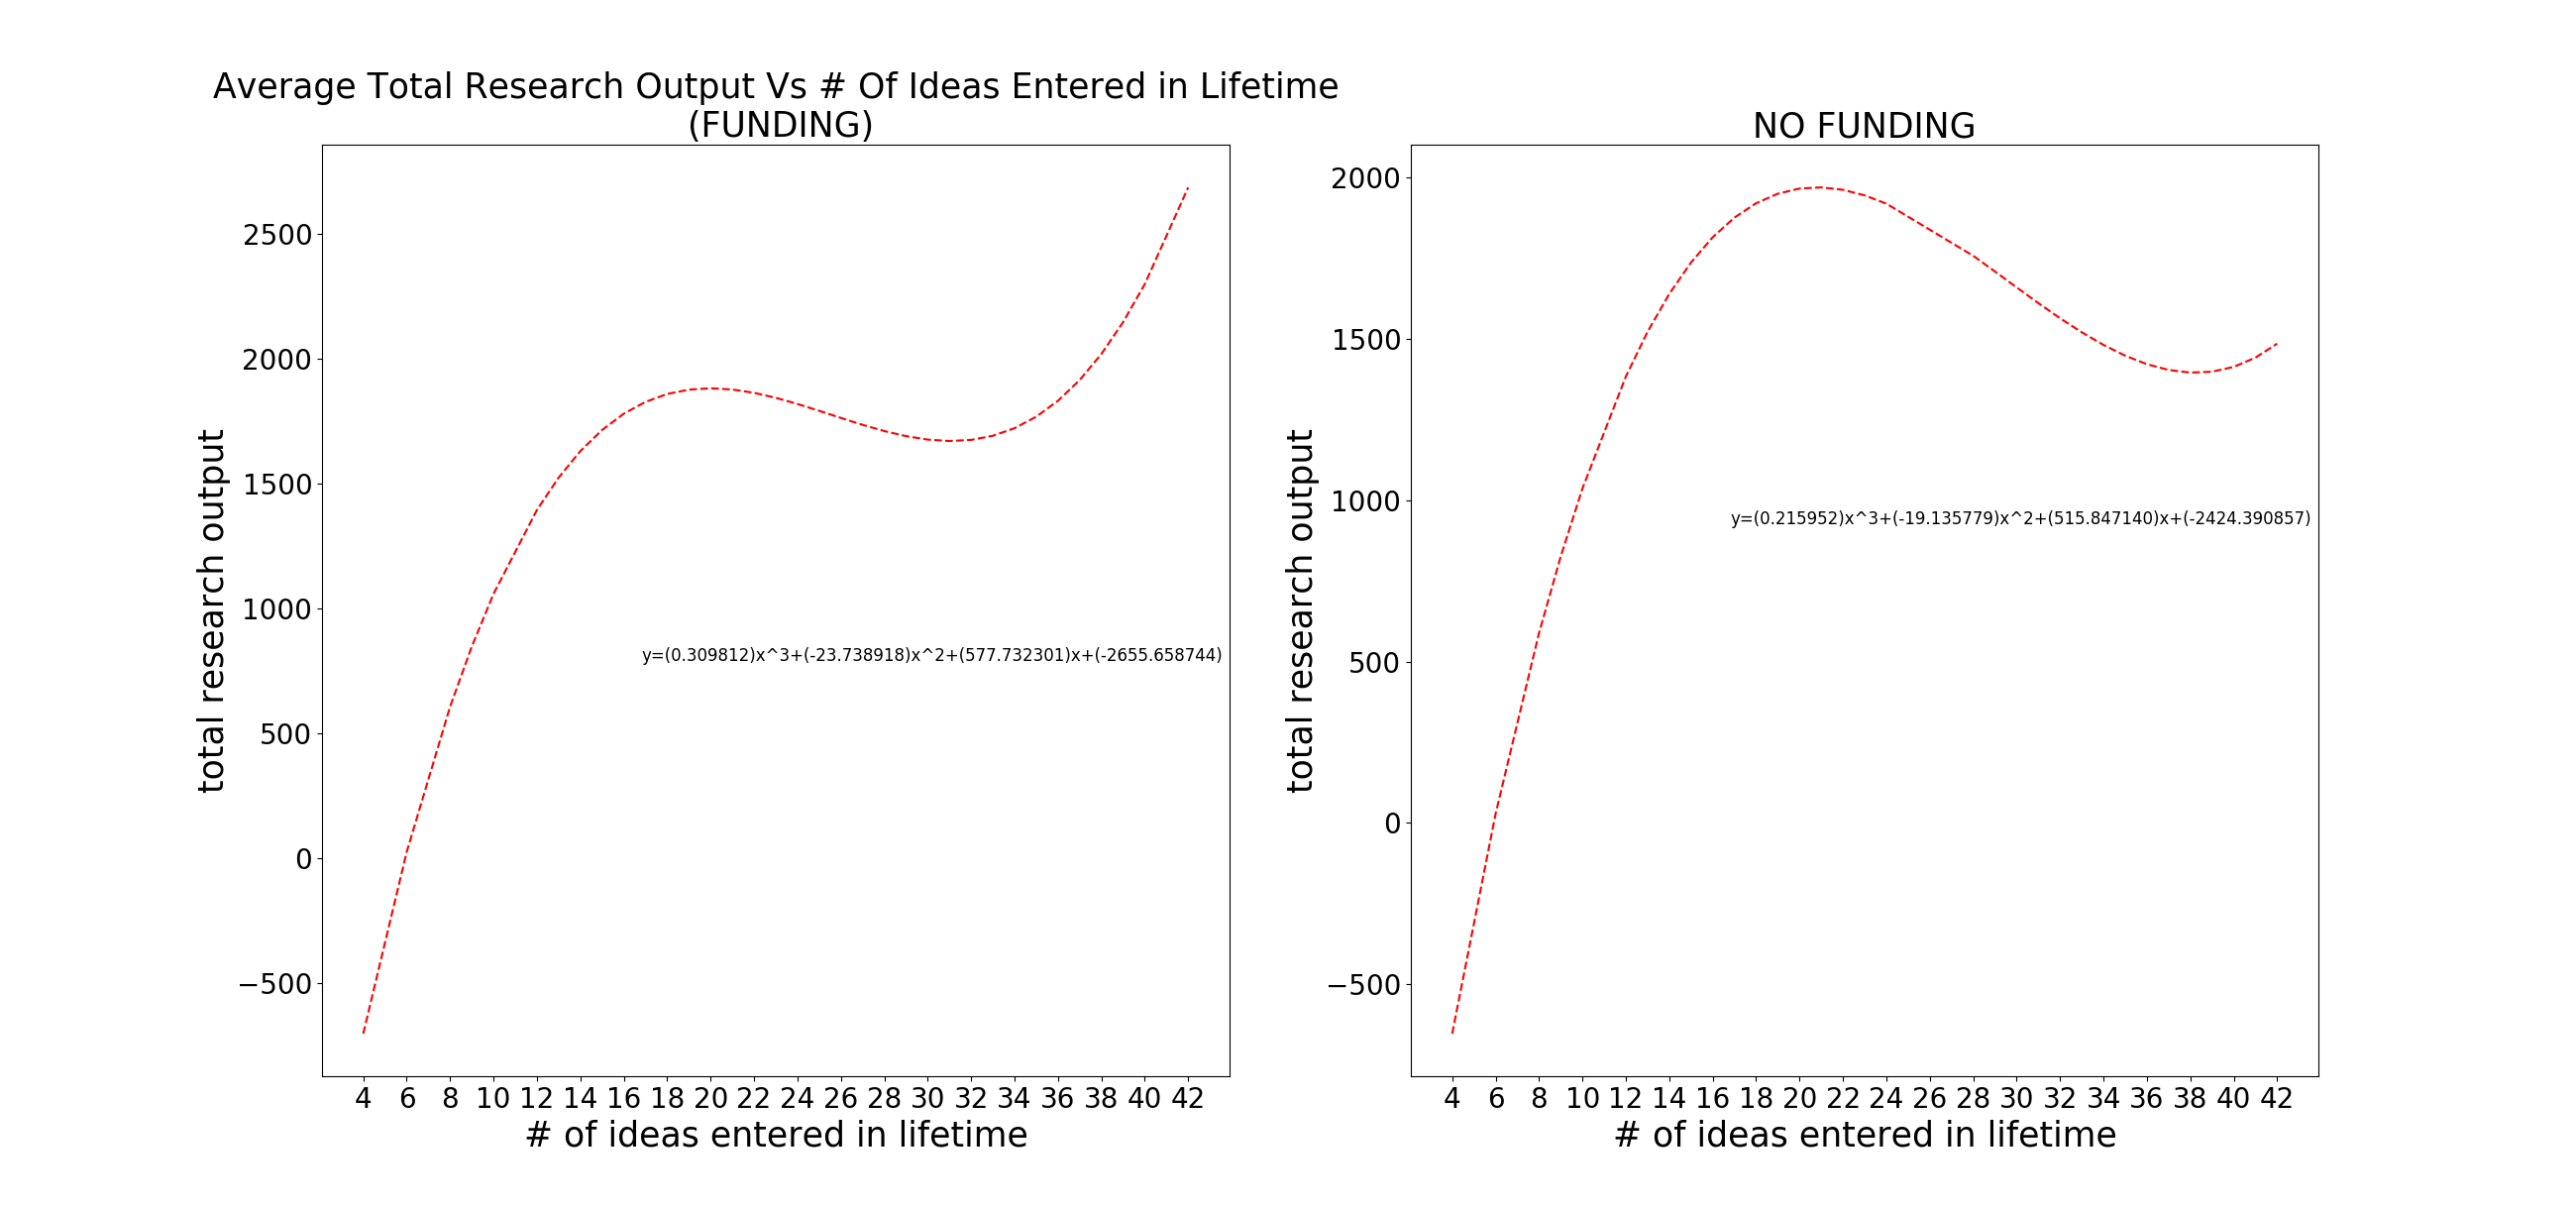 Average Total Research Output Vs # Of Ideas Entered in Lifetime
(FUNDING)
2500
2000
1500
1000
500
0
−500
total research output
y=(0.309812)x^3+(-23.738918)x^2+(577.732301)x+(-2655.658744)
4 6 8 10 12 14 16 18 20 22 24 26 28 30 32 34 36 38 40 42
# of ideas entered in lifetime
NO FUNDING
2000
1500
1000
500
0
−500
total research output
y=(0.215952)x^3+(-19.135779)x^2+(515.847140)x+(-2424.390857)
4 6 8 10 12 14 16 18 20 22 24 26 28 30 32 34 36 38 40 42
# of ideas entered in lifetime